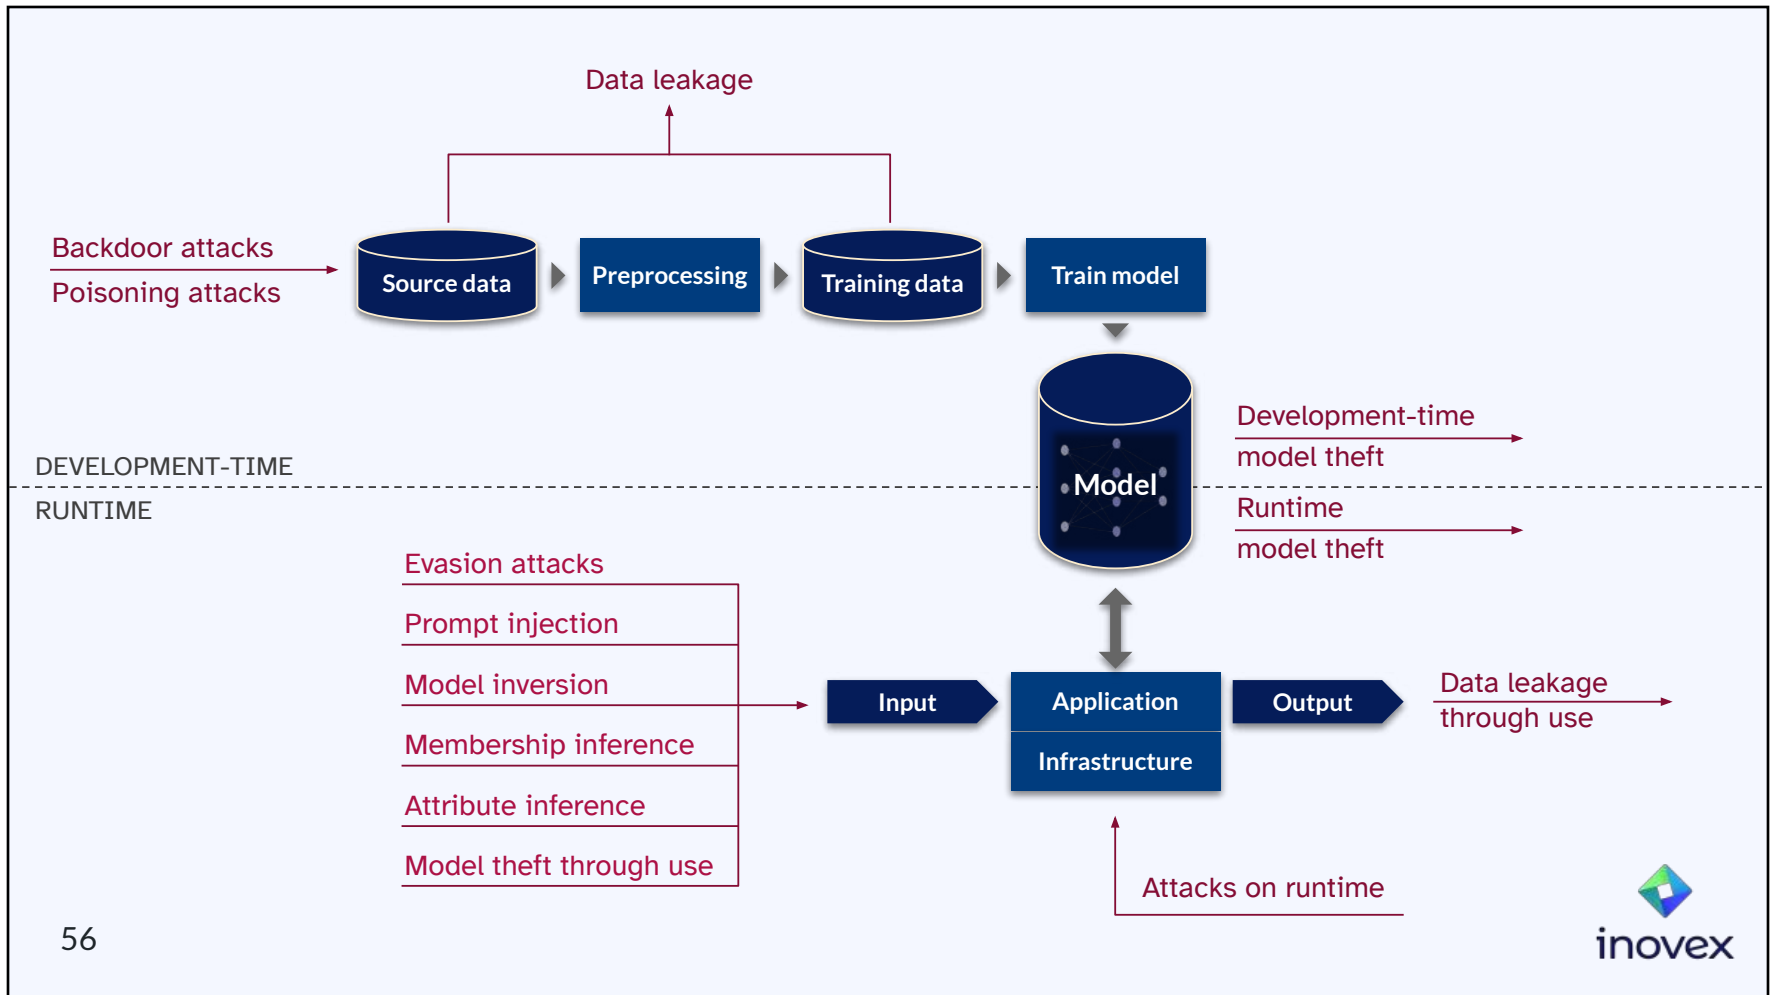 Data leakage
Backdoor attacks
Poisoning attacks
Source data
Preprocessing
Training data
Train model
Development-time
model theft
DEVELOPMENT-TIME
Model
RUNTIME
Runtime
model theft
Evasion attacks
Prompt injection
Model inversion
Membership inference
Attribute inference
Model theft through use
Input
Application
Infrastructure
Output
Data leakage
through use
Attacks on runtime
56
inovex